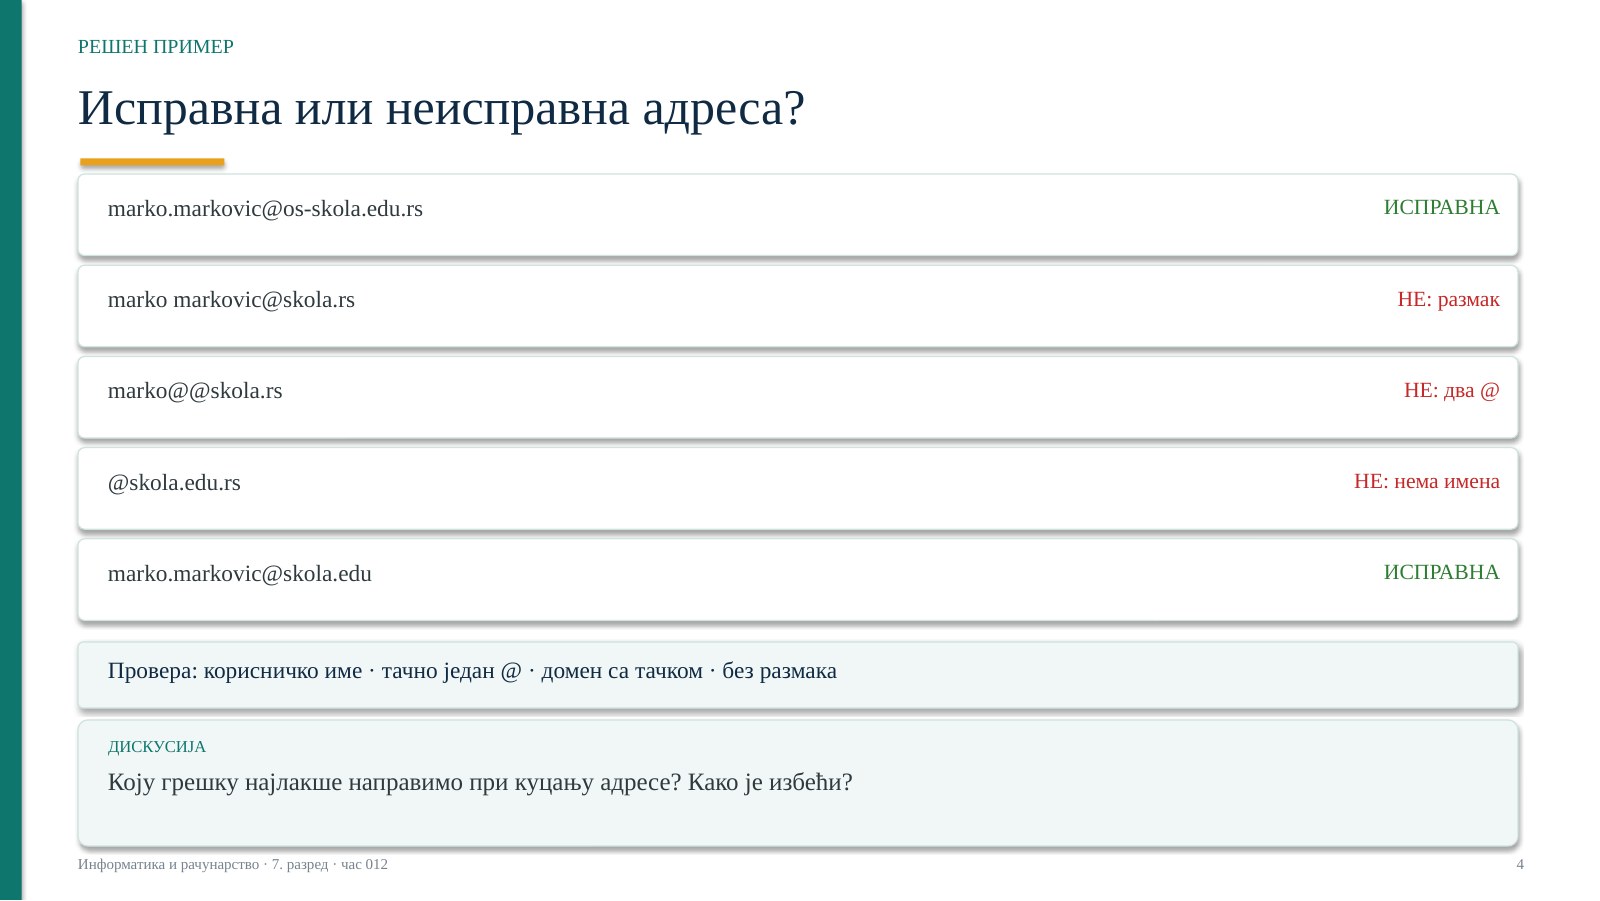 РЕШЕН ПРИМЕР
Исправна или неисправна адреса?
marko.markovic@os-skola.edu.rs
ИСПРАВНА
marko markovic@skola.rs
НЕ: размак
marko@@skola.rs
НЕ: два @
@skola.edu.rs
НЕ: нема имена
marko.markovic@skola.edu
ИСПРАВНА
Провера: корисничко име · тачно један @ · домен са тачком · без размака
ДИСКУСИЈА
Коју грешку најлакше направимо при куцању адресе? Како је избећи?
Информатика и рачунарство · 7. разред · час 012
4